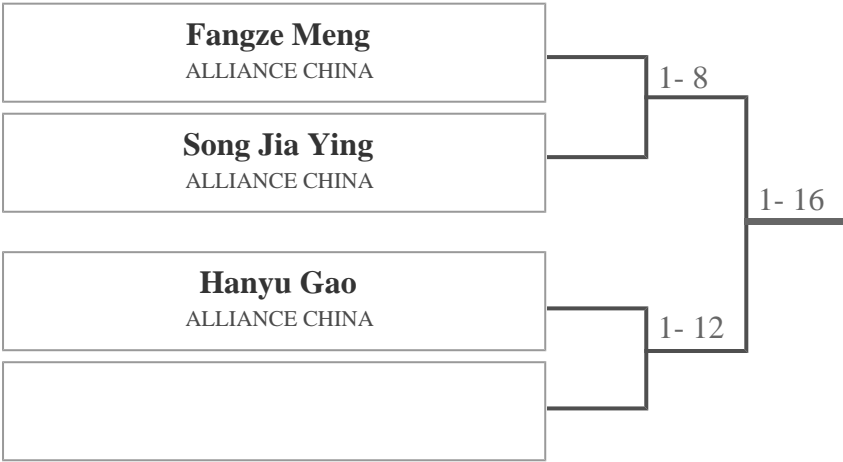 Fangze Meng
ALLIANCE CHINA
1- 8
Song Jia Ying
ALLIANCE CHINA
1- 16
Hanyu Gao
ALLIANCE CHINA
1- 12